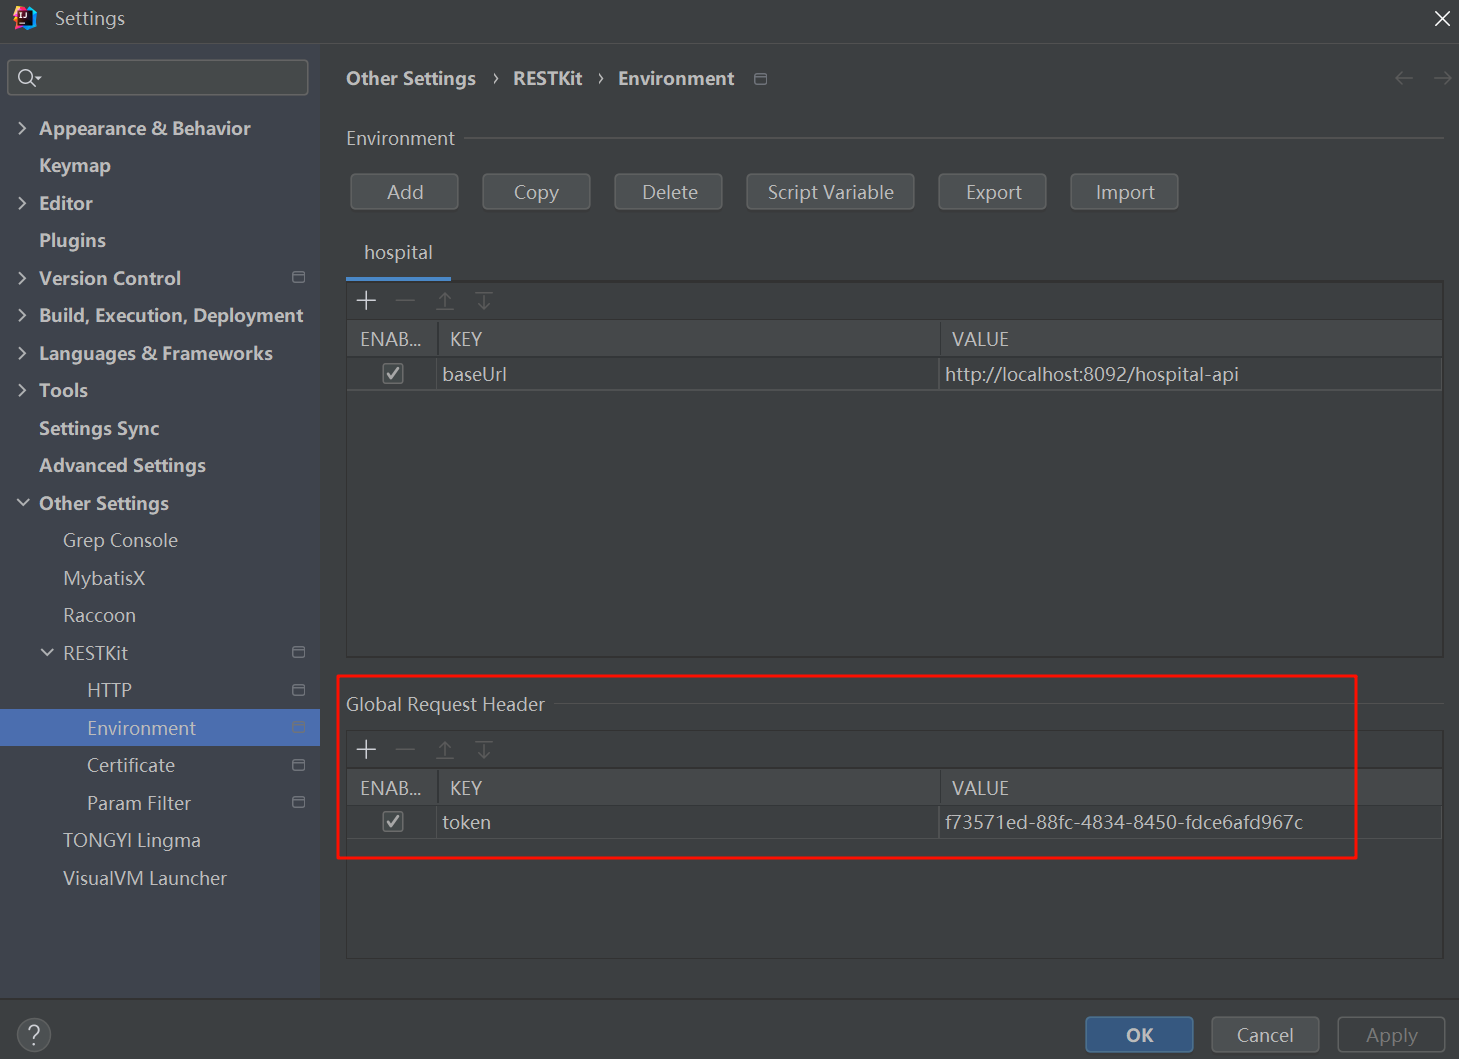 Settings
Other Settings › RESTKit › Environment
Appearance & Behavior
Keymap
Editor
Plugins
Version Control
Build, Execution, Deployment
Languages & Frameworks
Tools
Settings Sync
Advanced Settings
Other Settings
Grep Console
MybatisX
Raccoon
RESTKit
HTTP
Environment
Certificate
Param Filter
TONGYI Lingma
VisualVM Launcher
Environment
Add Copy Delete Script Variable Export Import
hospital
ENAB... KEY VALUE
baseUrl http://localhost:8092/hospital-api
Global Request Header
ENAB... KEY VALUE
token f73571ed-88fc-4834-8450-fdce6afd967c
? OK Cancel Apply